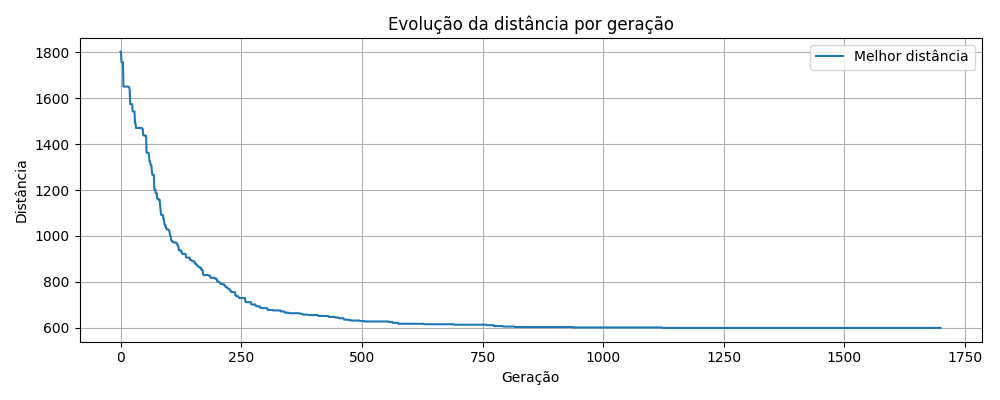 Evolução da distância por geração
Melhor distância
Distância
1800
1600
1400
1200
1000
800
600
0 250 500 750 1000 1250 1500 1750
Geração